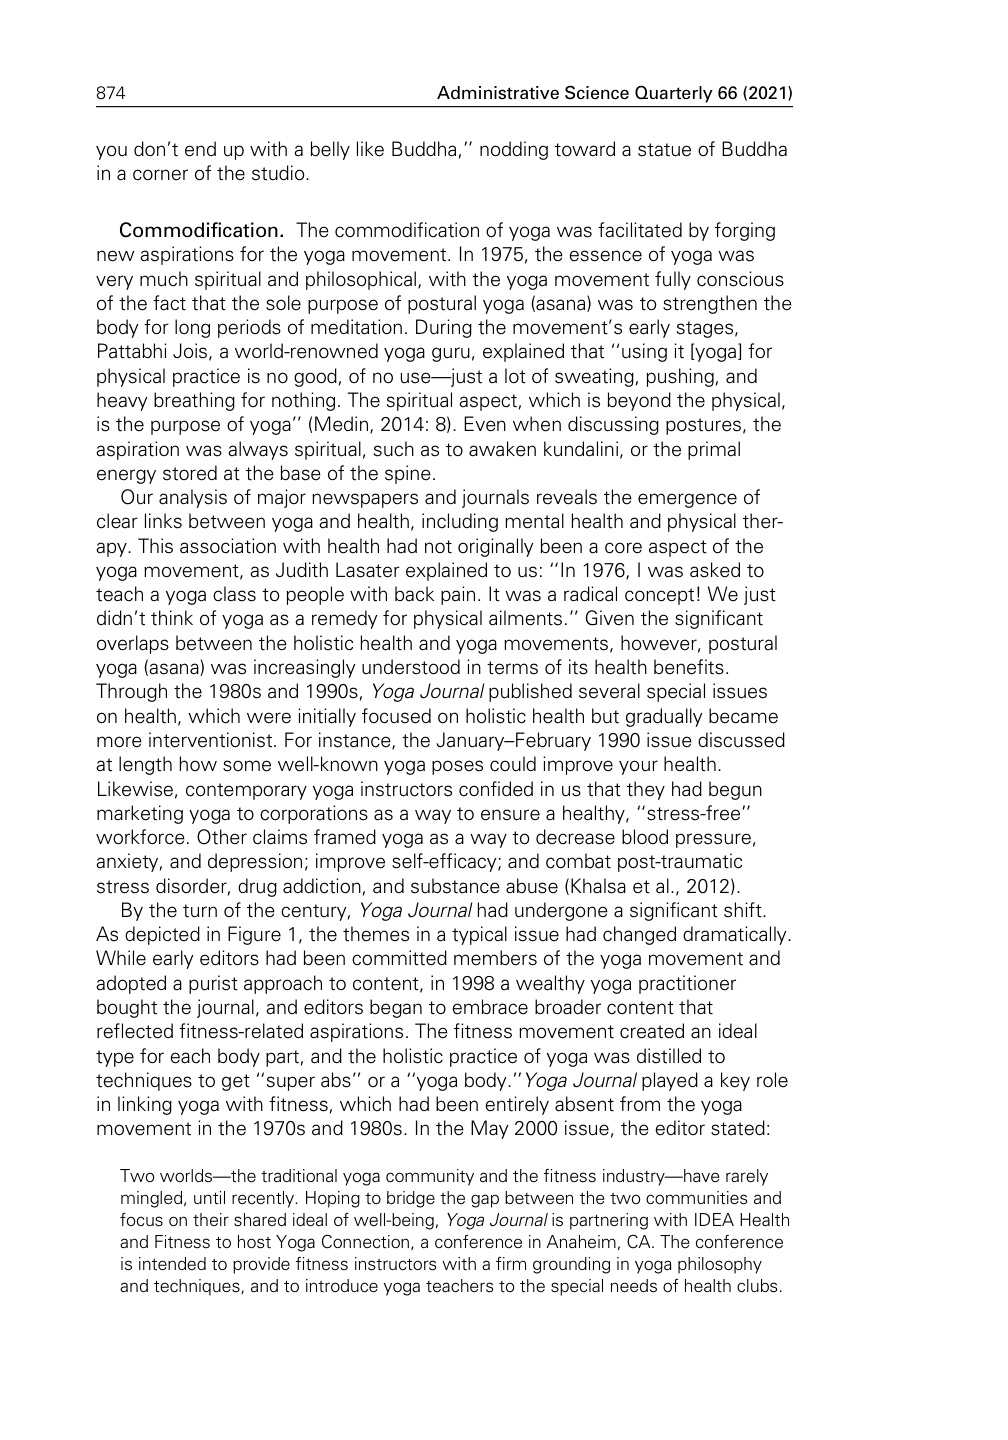 874
Administrative Science Quarterly 66 (2021)
you don't end up with a belly like Buddha,'' nodding toward a statue of Buddha
in a corner of the studio.
Commodification. The commodification of yoga was facilitated by forging
new aspirations for the yoga movement. In 1975, the essence of yoga was
very much spiritual and philosophical, with the yoga movement fully conscious
of the fact that the sole purpose of postural yoga (asana) was to strengthen the
body for long periods of meditation. During the movement's early stages,
Pattabhi Jois, a world-renowned yoga guru, explained that ''using it [yoga] for
physical practice is no good, of no use—just a lot of sweating, pushing, and
heavy breathing for nothing. The spiritual aspect, which is beyond the physical,
is the purpose of yoga'' (Medin, 2014: 8). Even when discussing postures, the
aspiration was always spiritual, such as to awaken kundalini, or the primal
energy stored at the base of the spine.
Our analysis of major newspapers and journals reveals the emergence of
clear links between yoga and health, including mental health and physical ther-
apy. This association with health had not originally been a core aspect of the
yoga movement, as Judith Lasater explained to us: ''In 1976, I was asked to
teach a yoga class to people with back pain. It was a radical concept! We just
didn't think of yoga as a remedy for physical ailments.'' Given the significant
overlaps between the holistic health and yoga movements, however, postural
yoga (asana) was increasingly understood in terms of its health benefits.
Through the 1980s and 1990s, Yoga Journal published several special issues
on health, which were initially focused on holistic health but gradually became
more interventionist. For instance, the January–February 1990 issue discussed
at length how some well-known yoga poses could improve your health.
Likewise, contemporary yoga instructors confided in us that they had begun
marketing yoga to corporations as a way to ensure a healthy, ''stress-free''
workforce. Other claims framed yoga as a way to decrease blood pressure,
anxiety, and depression; improve self-efficacy; and combat post-traumatic
stress disorder, drug addiction, and substance abuse (Khalsa et al., 2012).
By the turn of the century, Yoga Journal had undergone a significant shift.
As depicted in Figure 1, the themes in a typical issue had changed dramatically.
While early editors had been committed members of the yoga movement and
adopted a purist approach to content, in 1998 a wealthy yoga practitioner
bought the journal, and editors began to embrace broader content that
reflected fitness-related aspirations. The fitness movement created an ideal
type for each body part, and the holistic practice of yoga was distilled to
techniques to get ''super abs'' or a ''yoga body.'' Yoga Journal played a key role
in linking yoga with fitness, which had been entirely absent from the yoga
movement in the 1970s and 1980s. In the May 2000 issue, the editor stated:
Two worlds—the traditional yoga community and the fitness industry—have rarely
mingled, until recently. Hoping to bridge the gap between the two communities and
focus on their shared ideal of well-being, Yoga Journal is partnering with IDEA Health
and Fitness to host Yoga Connection, a conference in Anaheim, CA. The conference
is intended to provide fitness instructors with a firm grounding in yoga philosophy
and techniques, and to introduce yoga teachers to the special needs of health clubs.